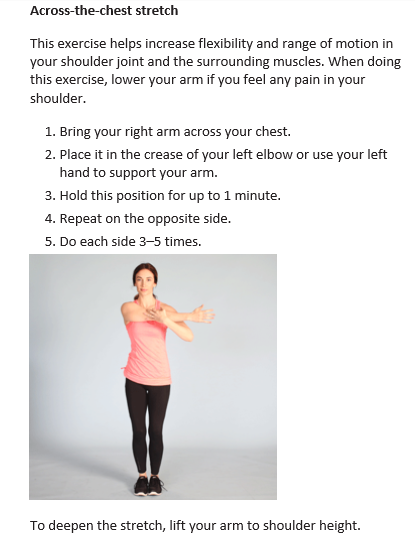 Across-the-chest stretch
This exercise helps increase flexibility and range of motion in
your shoulder joint and the surrounding muscles. When doing
this exercise, lower your arm if you feel any pain in your
shoulder.
1. Bring your right arm across your chest.
2. Place it in the crease of your left elbow or use your left
hand to support your arm.
3. Hold this position for up to 1 minute.
4. Repeat on the opposite side.
5. Do each side 3–5 times.
To deepen the stretch, lift your arm to shoulder height.